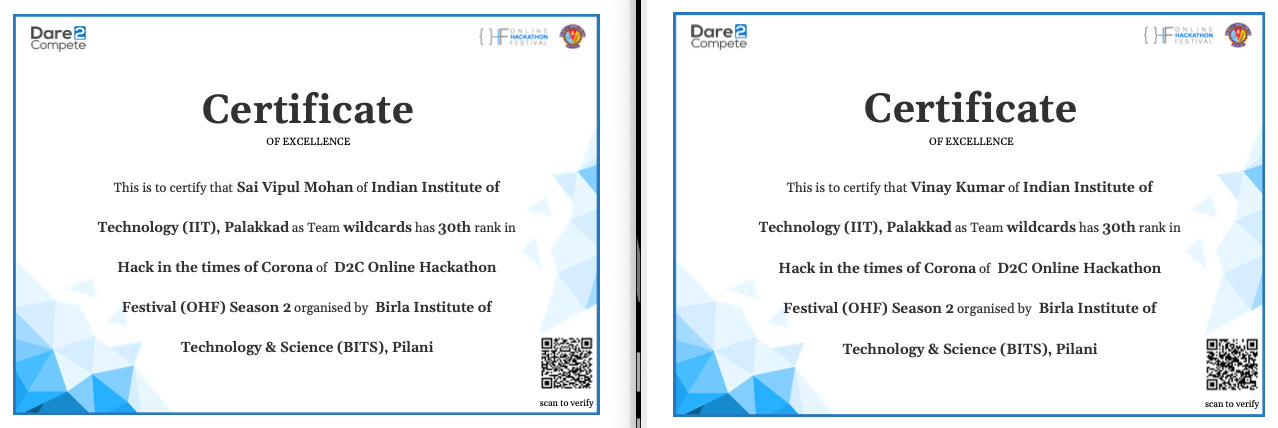 Dare2
Compete
{ }HF ONLINE
HACKATHON
FESTIVAL
Certificate
OF EXCELLENCE
This is to certify that Sai Vipul Mohan of Indian Institute of
Technology (IIT), Palakkad as Team wildcards has 30th rank in
Hack in the times of Corona of D2C Online Hackathon
Festival (OHF) Season 2 organised by Birla Institute of
Technology & Science (BITS), Pilani
scan to verify
Dare2
Compete
{ }HF ONLINE
HACKATHON
FESTIVAL
Certificate
OF EXCELLENCE
This is to certify that Vinay Kumar of Indian Institute of
Technology (IIT), Palakkad as Team wildcards has 30th rank in
Hack in the times of Corona of D2C Online Hackathon
Festival (OHF) Season 2 organised by Birla Institute of
Technology & Science (BITS), Pilani
scan to verify